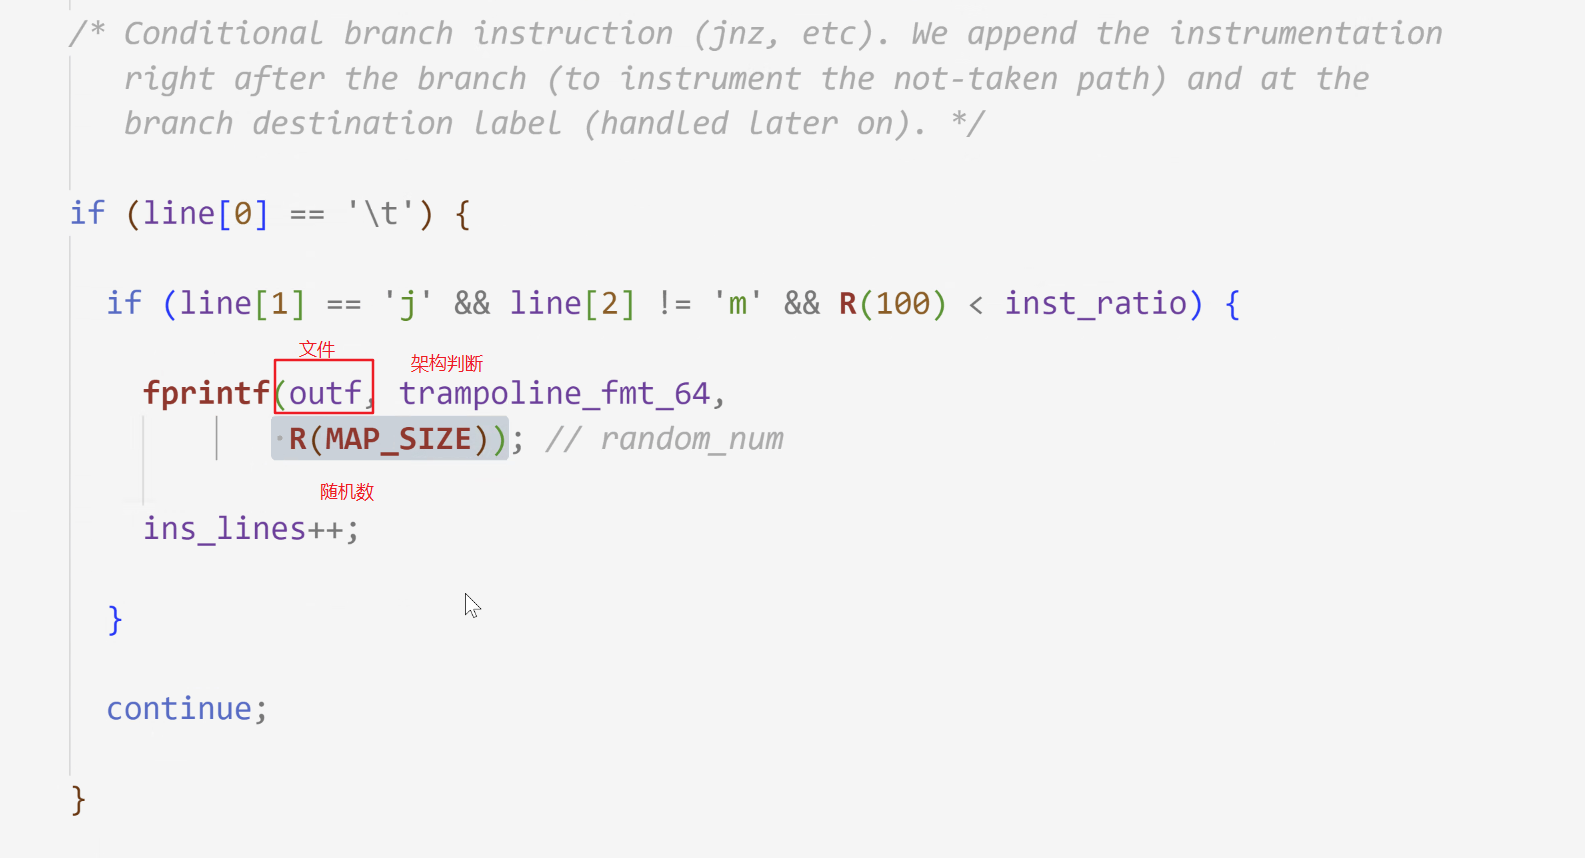 /* Conditional branch instruction (jnz, etc). We append the instrumentation
right after the branch (to instrument the not-taken path) and at the
branch destination label (handled later on). */
if (line[0] == '\t') {
if (line[1] == 'j' && line[2] != 'm' && R(100) < inst_ratio) {
文件 架构判断
fprintf(outf, trampoline_fmt_64,
R(MAP_SIZE)); // random_num
随机数
ins_lines++;
}
continue;
}